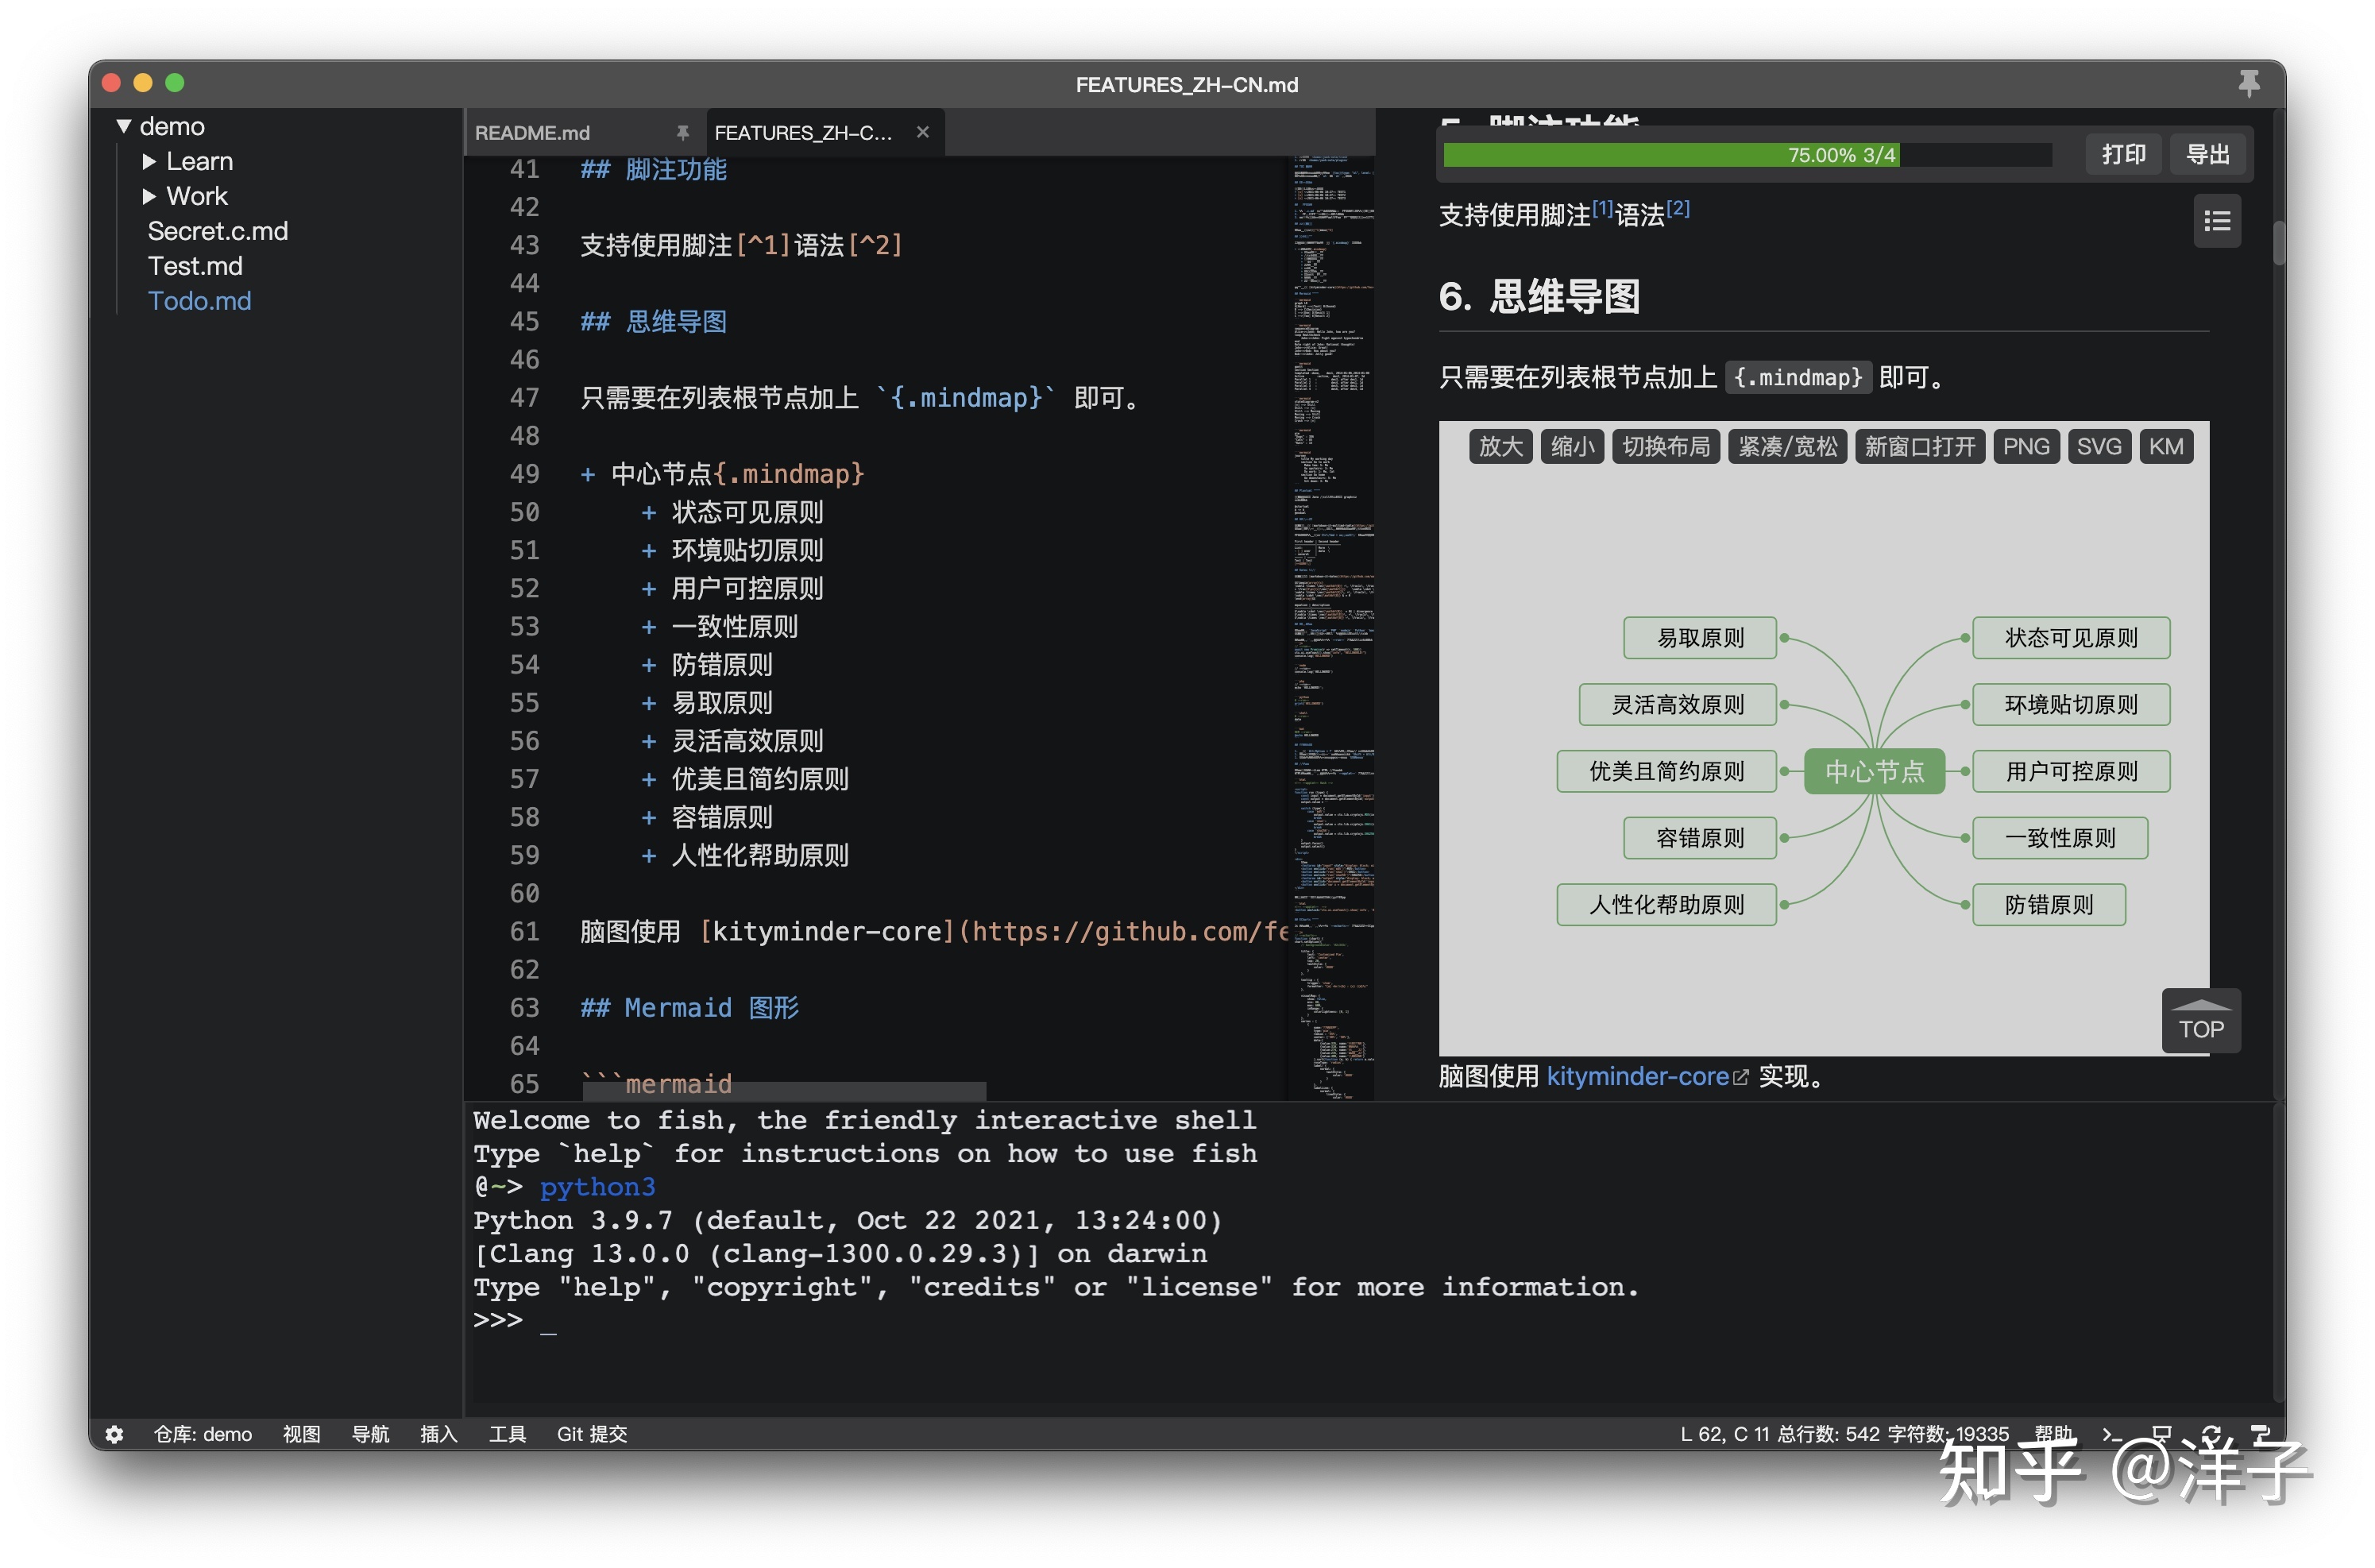 FEATURES_ZH-CN.md
demo
Learn
Work
Secret.c.md
Test.md
Todo.md
README.md
FEATURES_ZH-C...
41 ## 脚注功能
42
43 支持使用脚注[^1]语法[^2]
44
45 ## 思维导图
46
47 只需要在列表根节点加上 `{.mindmap}` 即可。
48
49 + 中心节点{.mindmap}
50 + 状态可见原则
51 + 环境贴切原则
52 + 用户可控原则
53 + 一致性原则
54 + 防错原则
55 + 易取原则
56 + 灵活高效原则
57 + 优美且简约原则
58 + 容错原则
59 + 人性化帮助原则
60
61 脑图使用 [kityminder-core](https://github.com/fe
62
63 ## Mermaid 图形
64
65 ```mermaid
5. 脚注功能
75.00% 3/4
打印
导出
支持使用脚注[1]语法[2]
6. 思维导图
只需要在列表根节点加上 {.mindmap} 即可。
放大 缩小 切换布局 紧凑/宽松 新窗口打开 PNG SVG KM
易取原则
状态可见原则
灵活高效原则
环境贴切原则
优美且简约原则
中心节点
用户可控原则
容错原则
一致性原则
人性化帮助原则
防错原则
TOP
脑图使用 kityminder-core 实现。
Welcome to fish, the friendly interactive shell
Type `help` for instructions on how to use fish
@~> python3
Python 3.9.7 (default, Oct 22 2021, 13:24:00)
[Clang 13.0.0 (clang-1300.0.29.3)] on darwin
Type "help", "copyright", "credits" or "license" for more information.
>>> _
仓库: demo 视图 导航 插入 工具 Git 提交
L 62, C 11 总行数: 542 字符数: 19335 帮助
知乎 @洋子